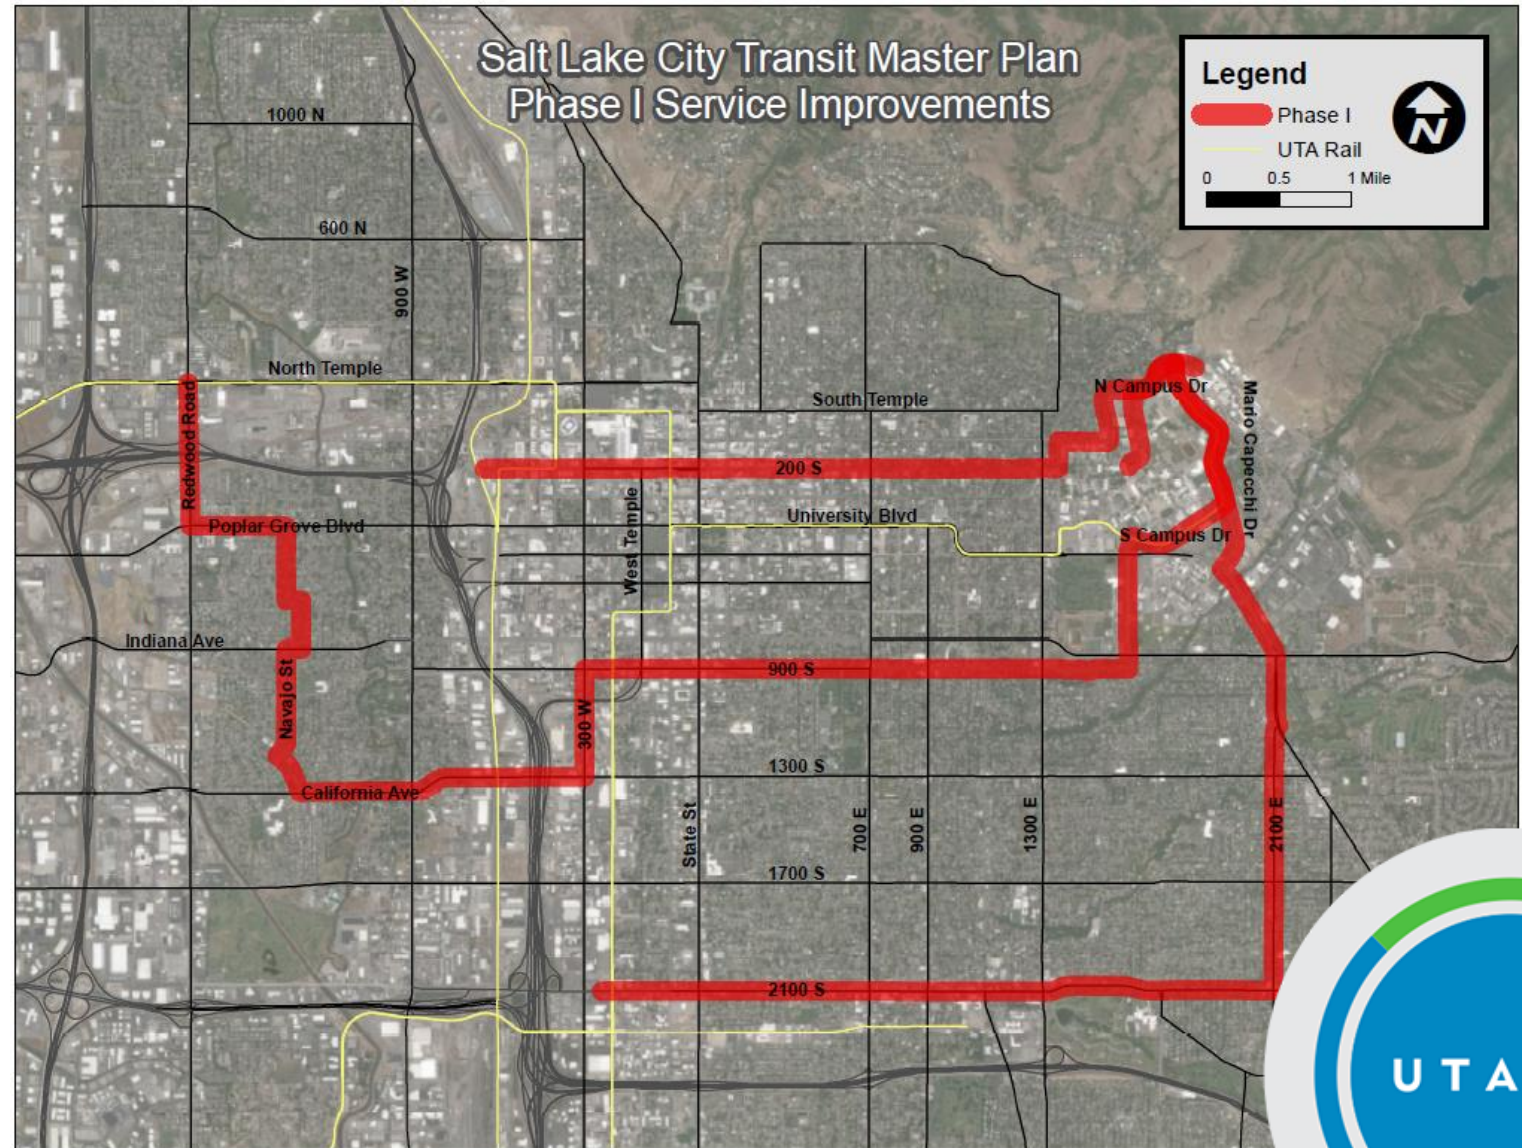 Salt Lake City Transit Master Plan
Phase I Service Improvements
Legend
Phase I
UTA Rail
0 0.5 1 Mile
N
1000 N
600 N
900 W
North Temple
South Temple
N Campus Dr
Mario Capecchi Dr
Redwood Road
200 S
Poplar Grove Blvd
West Temple
University Blvd
S Campus Dr
Indiana Ave
Navajo St
900 S
300 W
1300 S
California Ave
State St
700 E
900 E
1300 E
2100 E
1700 S
2100 S
UTA